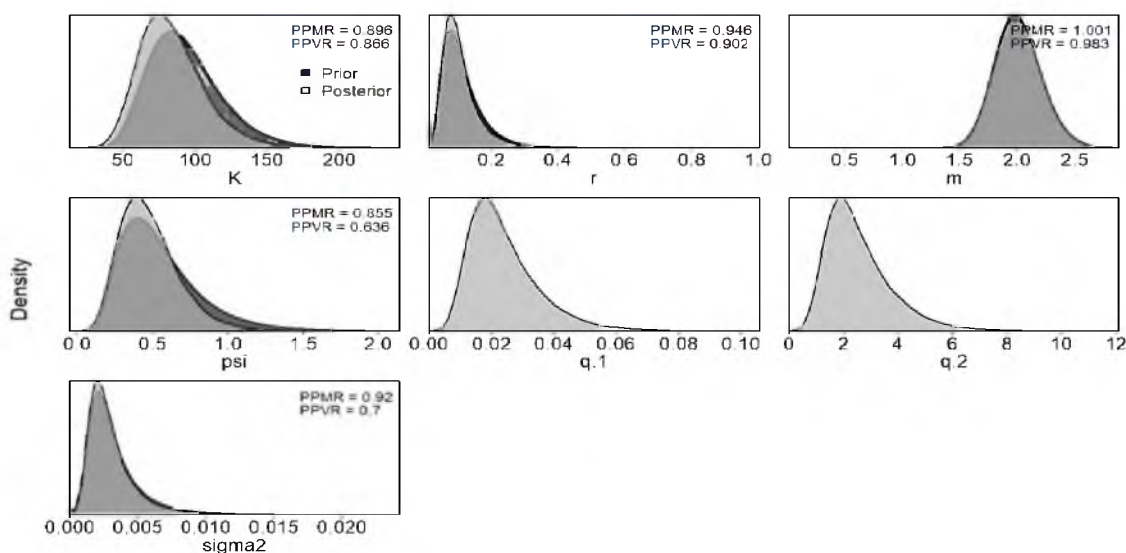 PPMR = 0.896
PPVR = 0.866
Prior
Posterior
50 100 150 200
K
PPMR = 0.946
PPVR = 0.902
0.2 0.4 0.6 0.8 1.0
r
PPMR = 1.001
PPVR = 0.983
0.5 1.0 1.5 2.0 2.5
m
Density
PPMR = 0.855
PPVR = 0.636
0.0 0.5 1.0 1.5 2.0
psi
0.00 0.02 0.04 0.06 0.08 0.10
q.1
0 2 4 6 8 10 12
q.2
PPMR = 0.92
PPVR = 0.7
0.000 0.005 0.010 0.015 0.020
sigma2